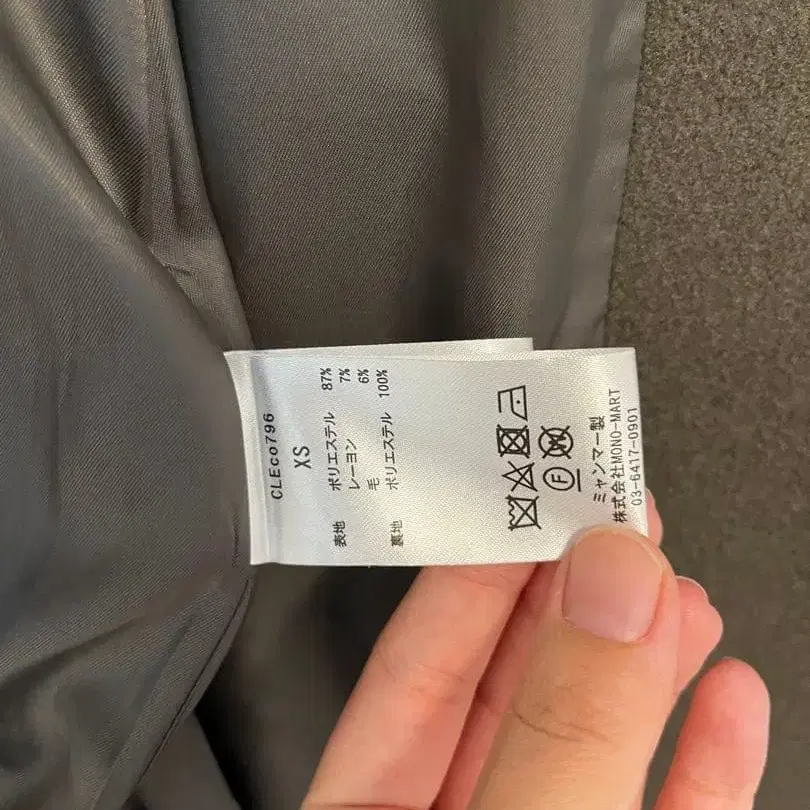 CLEco796
XS
表地 ポリエステル 87%
レーヨン 7%
毛 6%
裏地 ポリエステル 100%
F W
ミャンマー製
株式会社MONO-MART
03-6417-0901